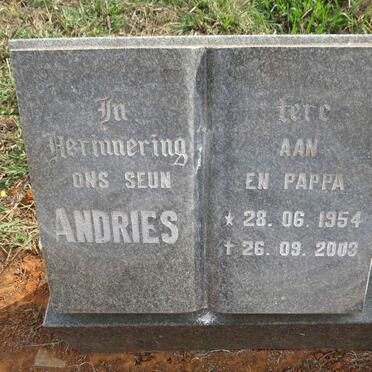 In
Herinnering
ONS SEUN
ANDRIES
tere
AAN
EN PAPPA
★ 28. 06. 1954
✝ 26. 09. 2003